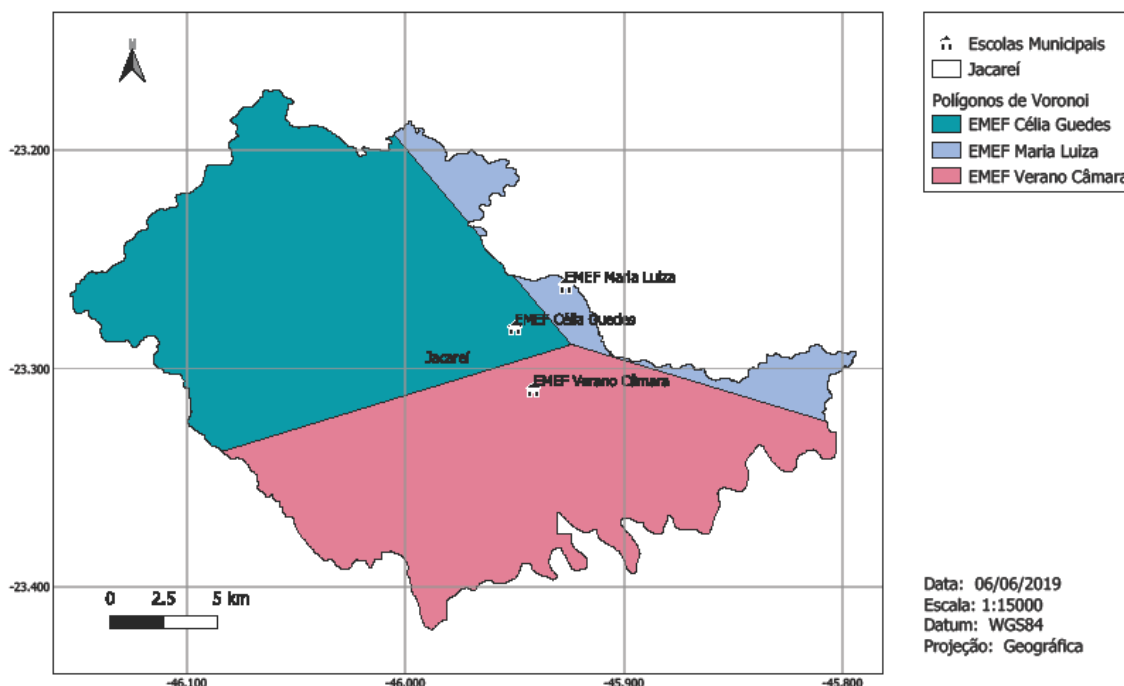 N
-23.200
-23.300
-23.400
-46.100
-46.000
-45.900
-45.800
EMEF Maria Luiza
EMEF Célia Guedes
Jacareí
EMEF Verano Câmara
0 2.5 5 km
Escolas Municipais
Jacareí
Polígonos de Voronoi
EMEF Célia Guedes
EMEF Maria Luiza
EMEF Verano Câmara
Data: 06/06/2019
Escala: 1:15000
Datum: WGS84
Projeção: Geográfica